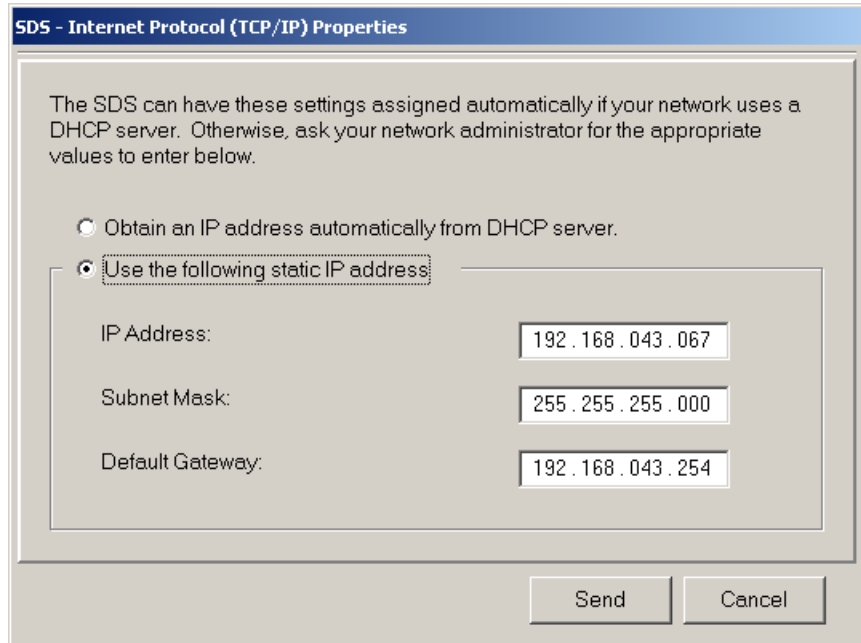 SDS - Internet Protocol (TCP/IP) Properties
The SDS can have these settings assigned automatically if your network uses a
DHCP server. Otherwise, ask your network administrator for the appropriate
values to enter below.
Obtain an IP address automatically from DHCP server.
Use the following static IP address
IP Address: 192.168.043.067
Subnet Mask: 255.255.255.000
Default Gateway: 192.168.043.254
Send Cancel